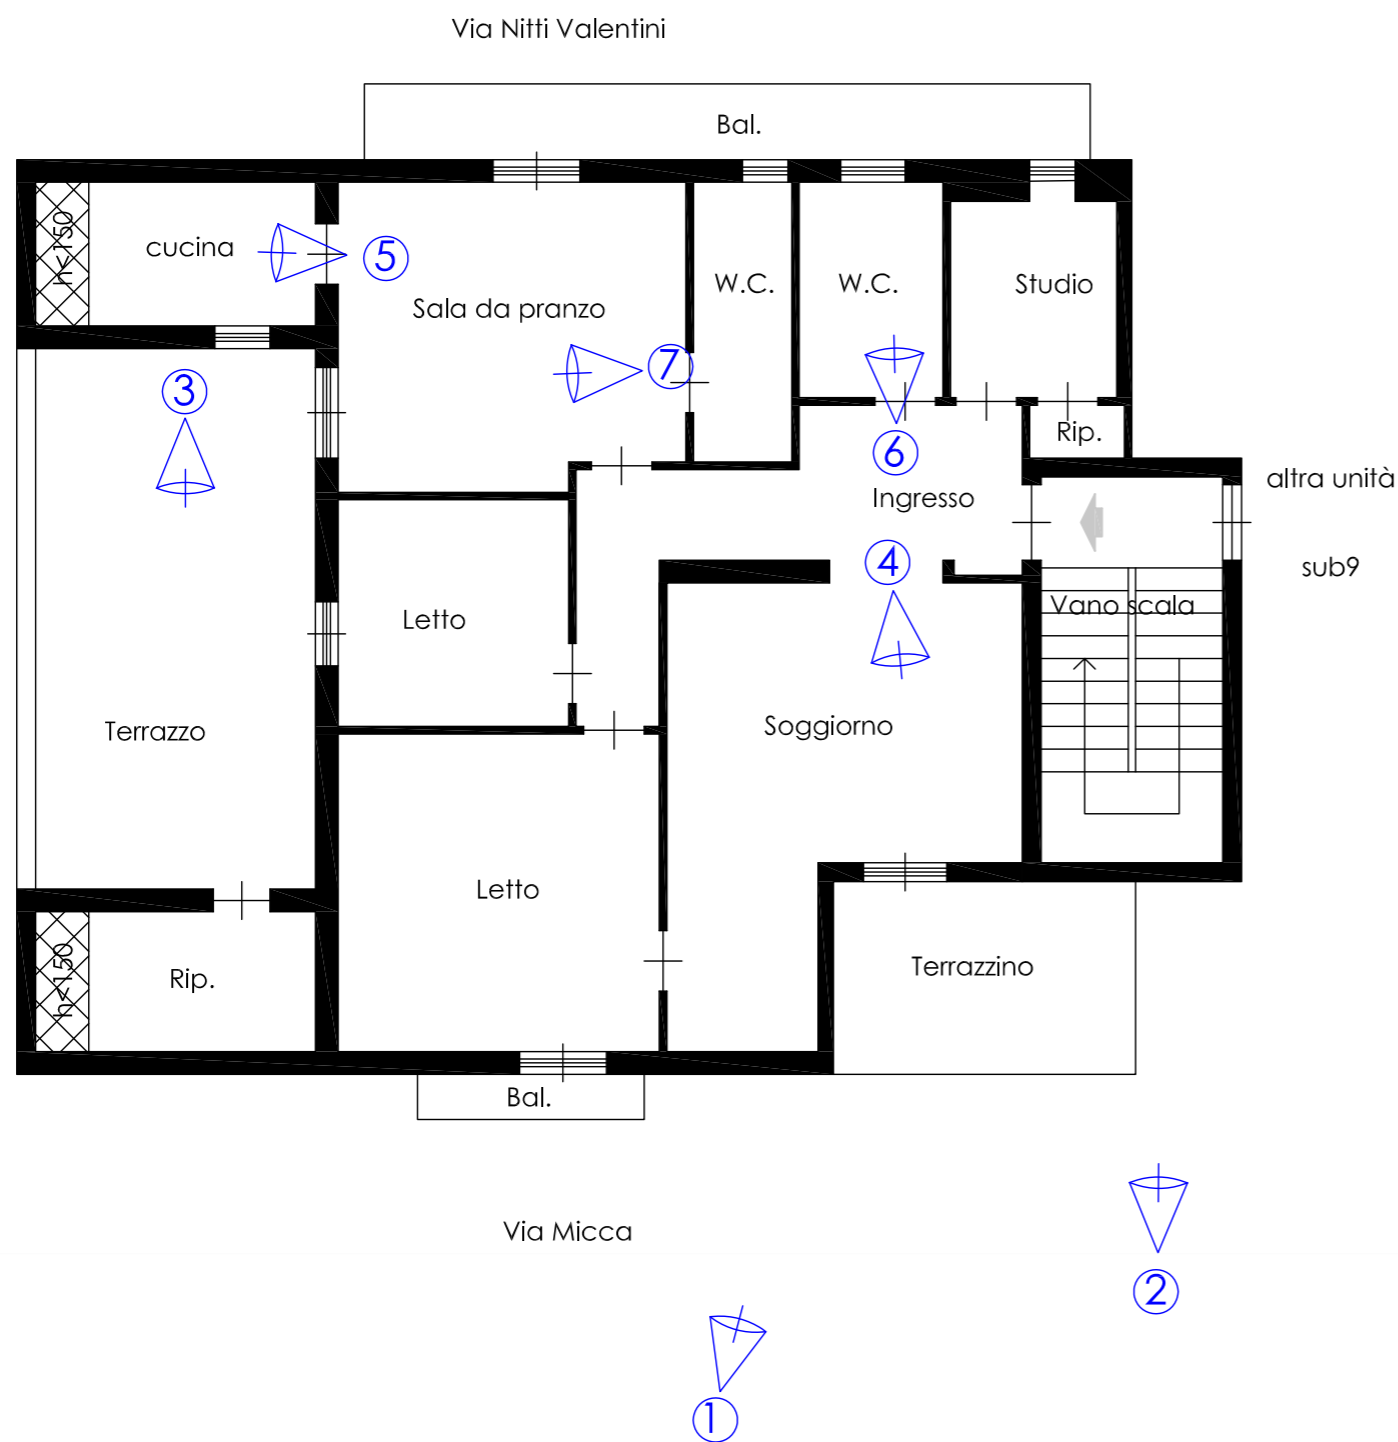 Via Nitti Valentini
Bal.
h<150
cucina
5
Sala da pranzo
W.C.
W.C.
Studio
3
7
6
Rip.
Ingresso
altra unità
4
sub9
Letto
Vano scala
Terrazzo
Soggiorno
Letto
h<150
Rip.
Terrazzino
Bal.
Via Micca
2
1